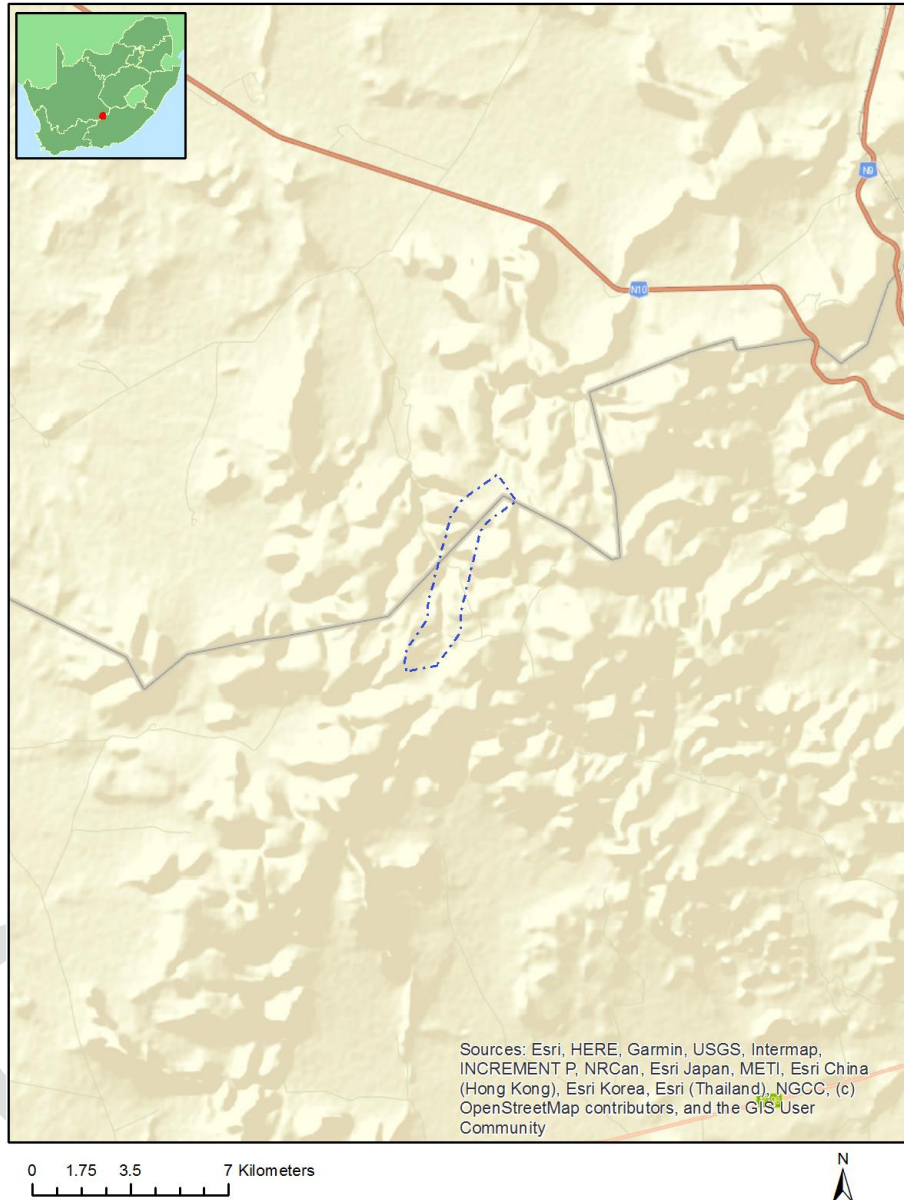 N9
N10
Sources: Esri, HERE, Garmin, USGS, Intermap,
INCREMENT P, NRCan, Esri Japan, METI, Esri China
(Hong Kong), Esri Korea, Esri (Thailand), NGCC, (c)
OpenStreetMap contributors, and the GIS User
Community
0 1.75 3.5 7 Kilometers
N